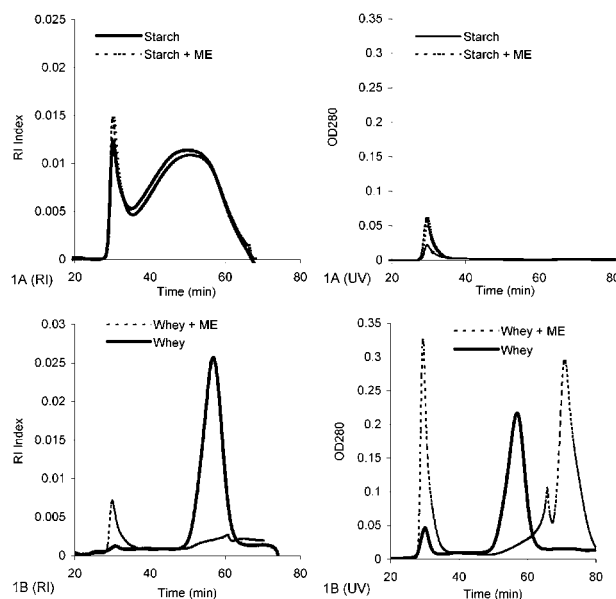 Starch
Starch + ME
0.025
0.02
0.015
0.01
0.005
0
RI Index
20 40 60 80
1A (RI)
Time (min)
Starch
Starch + ME
0.35
0.3
0.25
0.2
0.15
0.1
0.05
0
OD280
20 40 60 80
1A (UV)
Time (min)
Whey + ME
Whey
0.03
0.025
0.02
0.015
0.01
0.005
0
RI Index
20 40 60 80
1B (RI)
Time (min)
Whey + ME
Whey
0.35
0.3
0.25
0.2
0.15
0.1
0.05
0
OD280
20 40 60 80
1B (UV)
Time (min)